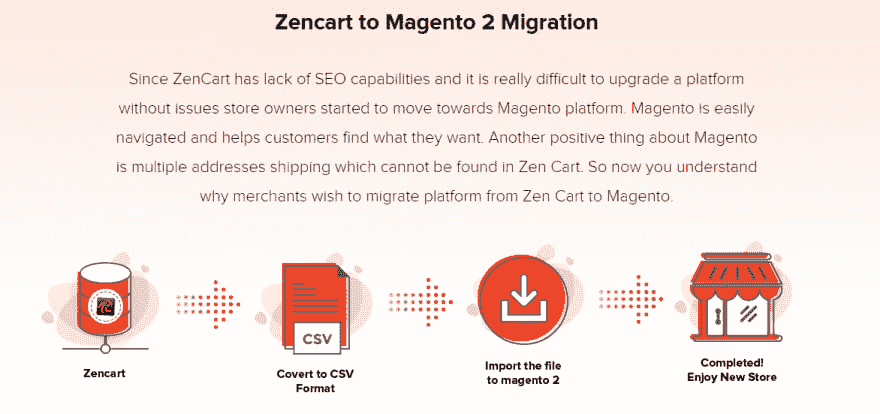 Zencart to Magento 2 Migration
Since ZenCart has lack of SEO capabilities and it is really difficult to upgrade a platform
without issues store owners started to move towards Magento platform. Magento is easily
navigated and helps customers find what they want. Another positive thing about Magento
is multiple addresses shipping which cannot be found in Zen Cart. So now you understand
why merchants wish to migrate platform from Zen Cart to Magento.
CSV
Zencart
Covert to CSV
Format
Import the file
to magento 2
Completed!
Enjoy New Store